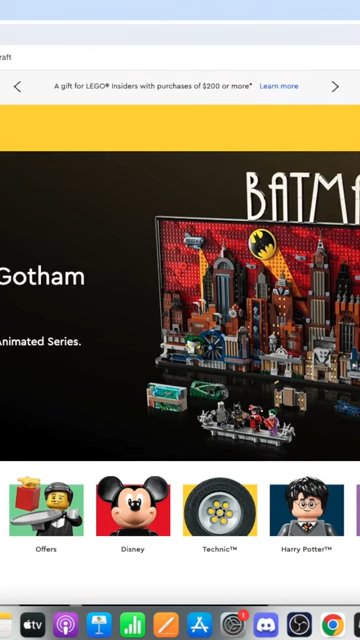 raft
A gift for LEGO® Insiders with purchases of $200 or more* Learn more
BATMA
Gotham
Animated Series.
Offers
Disney
Technic™
Harry Potter™
tv
1